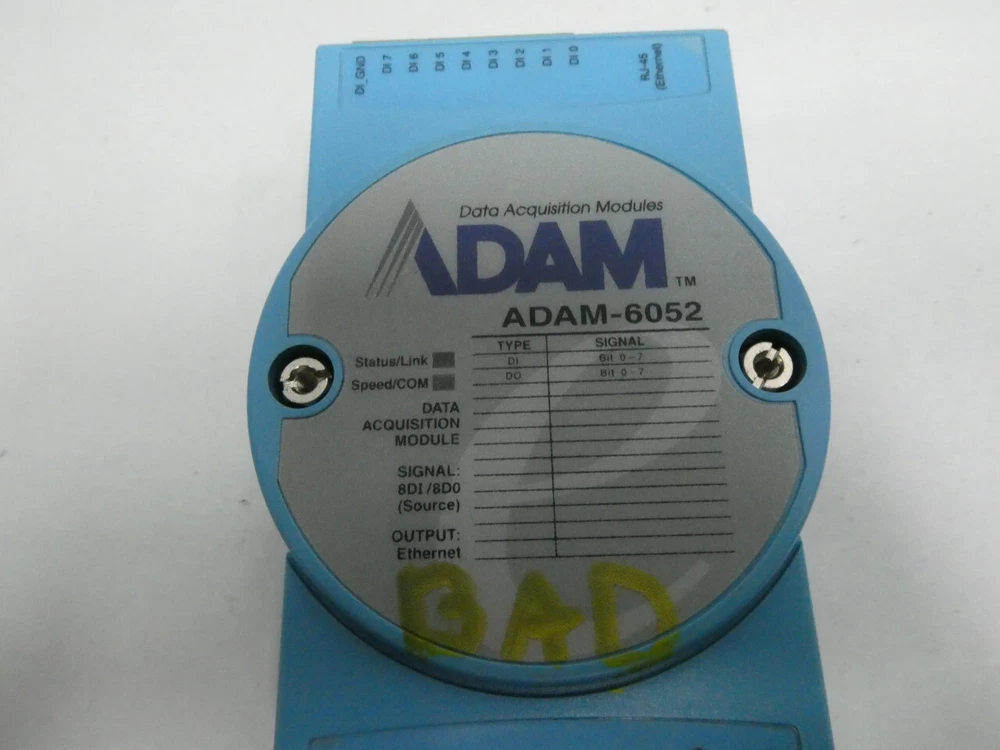 DI_GND DI 7 DI 6 DI 5 DI 4 DI 3 DI 2 DI 1 DI 0 RJ-45
(Ethernet)
Data Acquisition Modules
ADAM TM
ADAM-6052
TYPE SIGNAL
DI Bit 0~7
DO Bit 0~7
Status/Link
Speed/COM
DATA
ACQUISITION
MODULE
SIGNAL:
8DI/8D0
(Source)
OUTPUT:
Ethernet
BAD